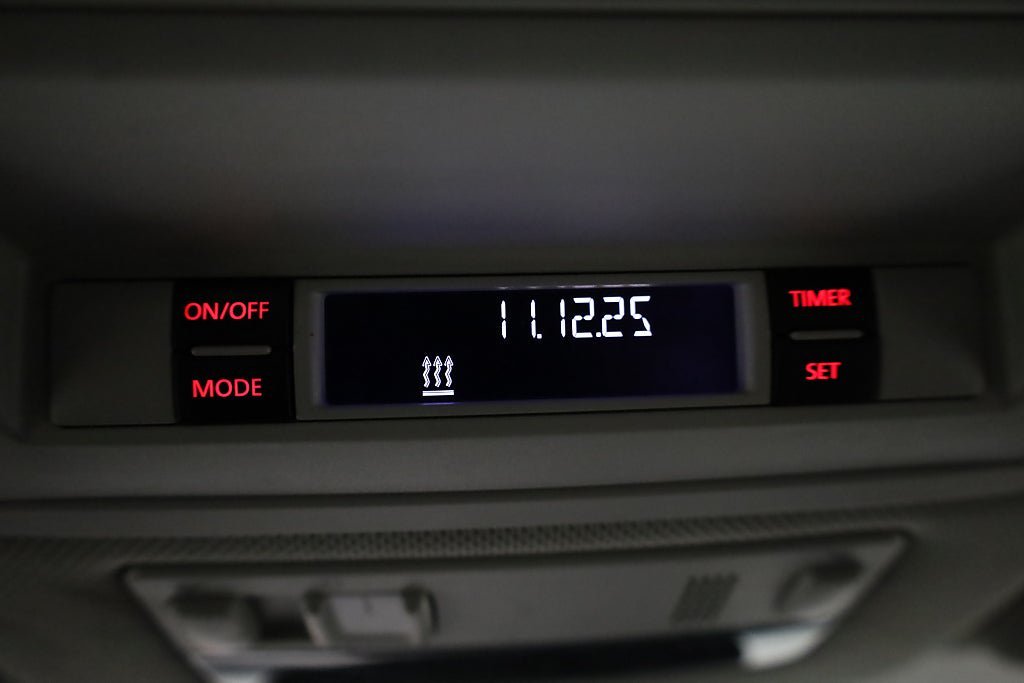 ON/OFF
MODE
11.12.25
TIMER
SET